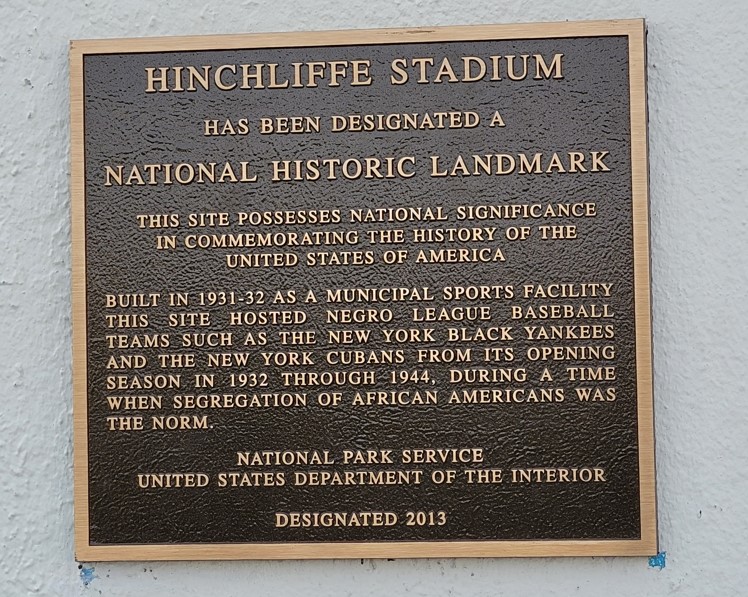 HINCHLIFFE STADIUM
HAS BEEN DESIGNATED A
NATIONAL HISTORIC LANDMARK
THIS SITE POSSESSES NATIONAL SIGNIFICANCE
IN COMMEMORATING THE HISTORY OF THE
UNITED STATES OF AMERICA
BUILT IN 1931-32 AS A MUNICIPAL SPORTS FACILITY
THIS SITE HOSTED NEGRO LEAGUE BASEBALL
TEAMS SUCH AS THE NEW YORK BLACK YANKEES
AND THE NEW YORK CUBANS FROM ITS OPENING
SEASON IN 1932 THROUGH 1944, DURING A TIME
WHEN SEGREGATION OF AFRICAN AMERICANS WAS
THE NORM.
NATIONAL PARK SERVICE
UNITED STATES DEPARTMENT OF THE INTERIOR
DESIGNATED 2013